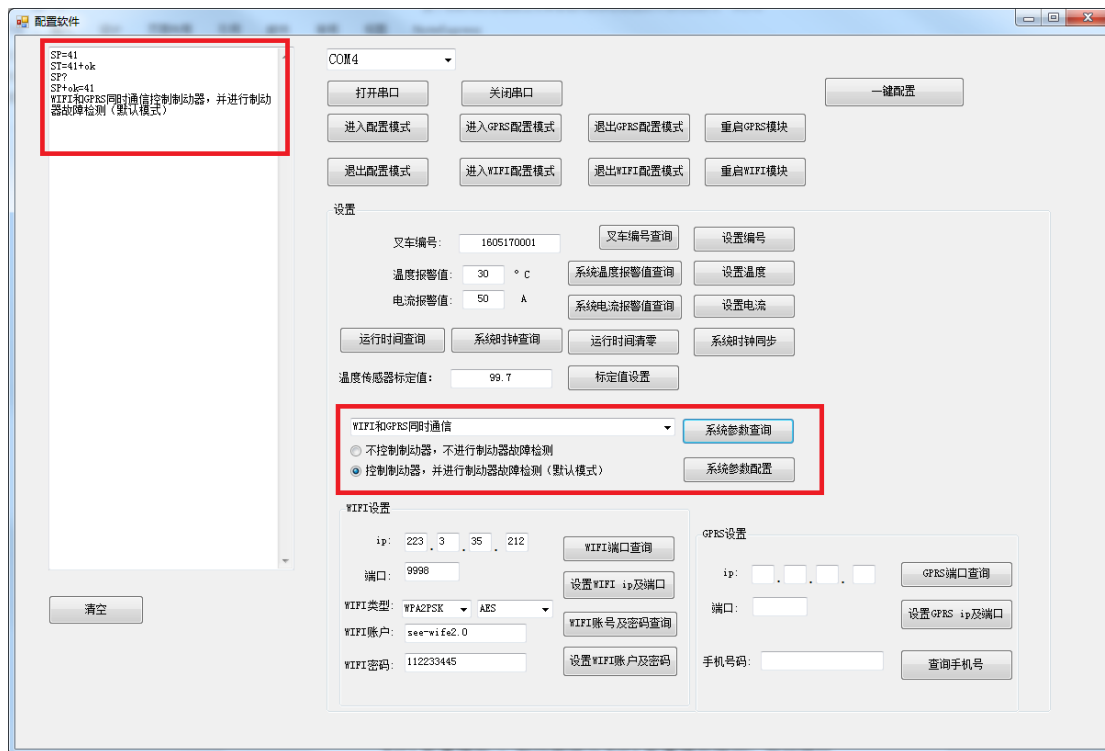 配置软件
SP=41
ST=41+ok
SP?
SP+ok=41
WIFI和GPRS同时通信控制制动器，并进行制动
器故障检测（默认模式）
清空
COM4
打开串口 关闭串口 一键配置
进入配置模式 进入GPRS配置模式 退出GPRS配置模式 重启GPRS模块
退出配置模式 进入WIFI配置模式 退出WIFI配置模式 重启WIFI模块
设置
叉车编号: 1605170001 叉车编号查询 设置编号
温度报警值: 30 °C 系统温度报警值查询 设置温度
电流报警值: 50 A 系统电流报警值查询 设置电流
运行时间查询 系统时钟查询 运行时间清零 系统时钟同步
温度传感器标定值: 99.7 标定值设置
WIFI和GPRS同时通信 系统参数查询
不控制制动器，不进行制动器故障检测
控制制动器，并进行制动器故障检测（默认模式） 系统参数配置
WIFI设置
ip: 223 . 3 . 35 . 212 WIFI端口查询
端口: 9998 设置WIFI ip及端口
WIFI类型: WPA2PSK AES
WIFI账户: see-wife2.0 WIFI账号及密码查询
WIFI密码: 112233445 设置WIFI账户及密码
GPRS设置
ip: . . . GPRS端口查询
端口: 设置GPRS ip及端口
手机号码: 查询手机号